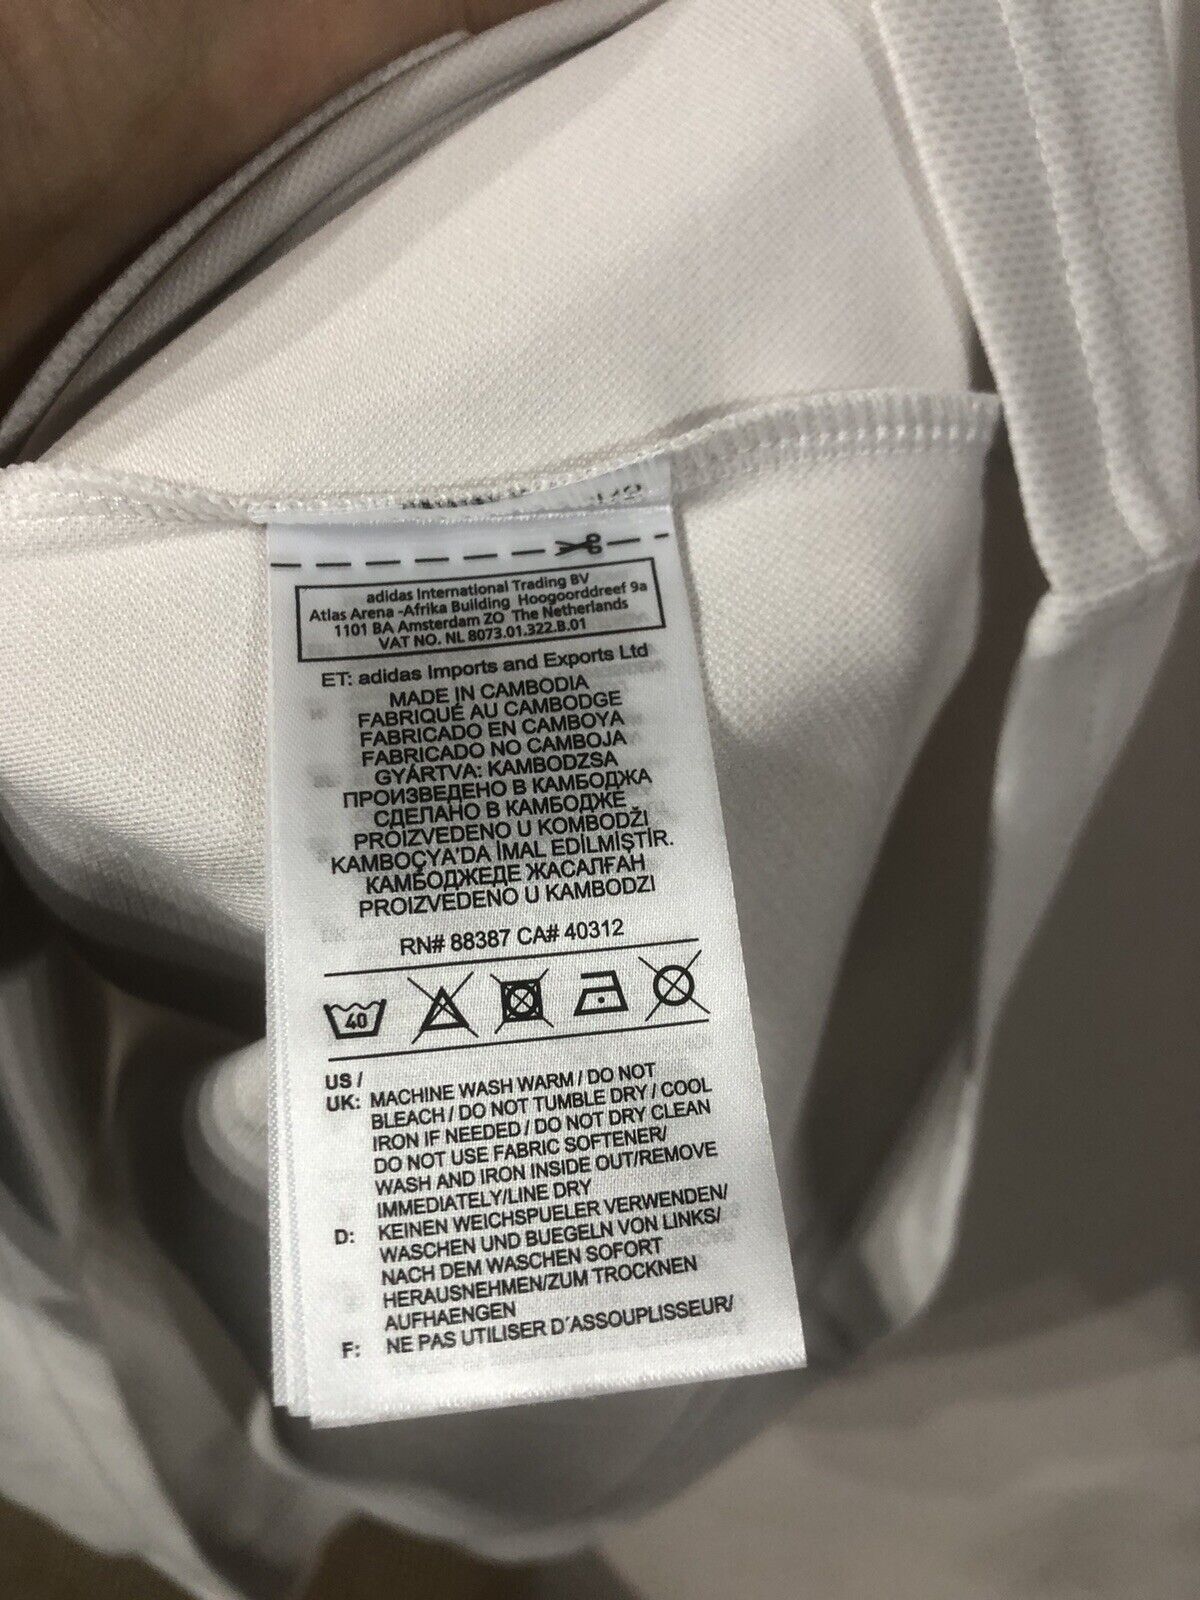 adidas International Trading BV
Atlas Arena -Afrika Building Hoogoorddreef 9a
1101 BA Amsterdam ZO The Netherlands
VAT NO. NL 8073.01.322.B.01
ET: adidas Imports and Exports Ltd
MADE IN CAMBODIA
FABRIQUÉ AU CAMBODGE
FABRICADO EN CAMBOYA
FABRICADO NO CAMBOJA
GYÁRTVA: KAMBODZSA
ПРОИЗВЕДЕНО В КАМБОДЖА
СДЕЛАНО В КАМБОДЖЕ
PROIZVEDENO U KOMBODŽI
KAMBOÇYA'DA İMAL EDİLMİŞTİR.
КАМБОДЖЕДЕ ЖАСАЛҒАН
PROIZVEDENO U KAMBODZI
RN# 88387 CA# 40312
40
US /
UK: MACHINE WASH WARM / DO NOT
BLEACH / DO NOT TUMBLE DRY / COOL
IRON IF NEEDED / DO NOT DRY CLEAN
DO NOT USE FABRIC SOFTENER/
WASH AND IRON INSIDE OUT/REMOVE
IMMEDIATELY/LINE DRY
D: KEINEN WEICHSPUELER VERWENDEN/
WASCHEN UND BUEGELN VON LINKS/
NACH DEM WASCHEN SOFORT
HERAUSNEHMEN/ZUM TROCKNEN
AUFHAENGEN
F: NE PAS UTILISER D´ASSOUPLISSEUR/